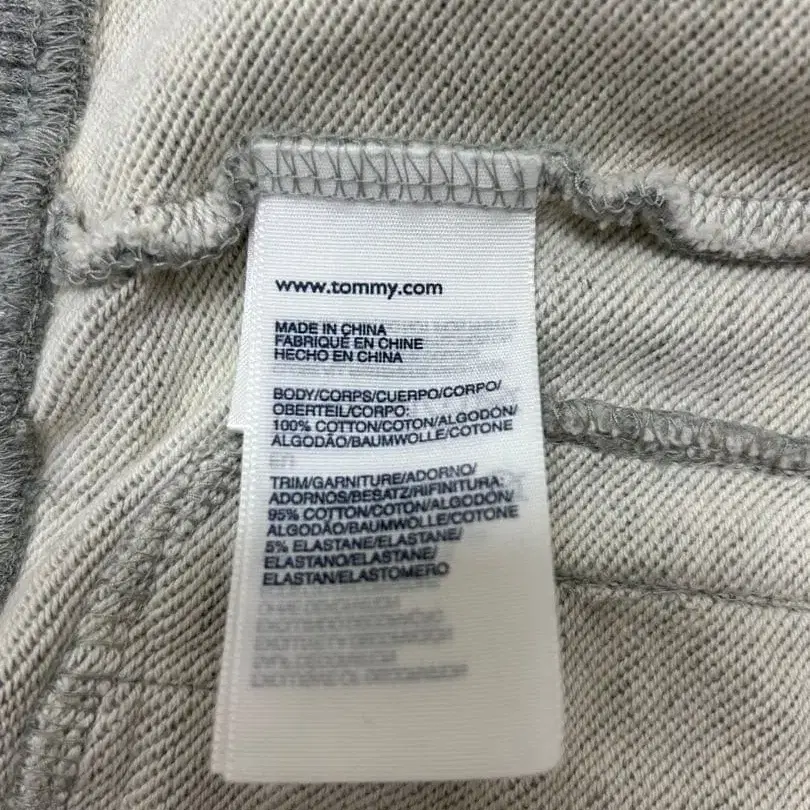 www.tommy.com
MADE IN CHINA
FABRIQUÉ EN CHINE
HECHO EN CHINA
BODY/CORPS/CUERPO/CORPO/
OBERTEIL/CORPO:
100% COTTON/COTON/ALGODÓN/
ALGODÃO/BAUMWOLLE/COTONE
TRIM/GARNITURE/ADORNO/
ADORNOS/BESATZ/RIFINITURA:
95% COTTON/COTON/ALGODÓN/
ALGODÃO/BAUMWOLLE/COTONE
5% ELASTANE/ELASTANE/
ELASTANO/ELASTANE/
ELASTAN/ELASTOMERO